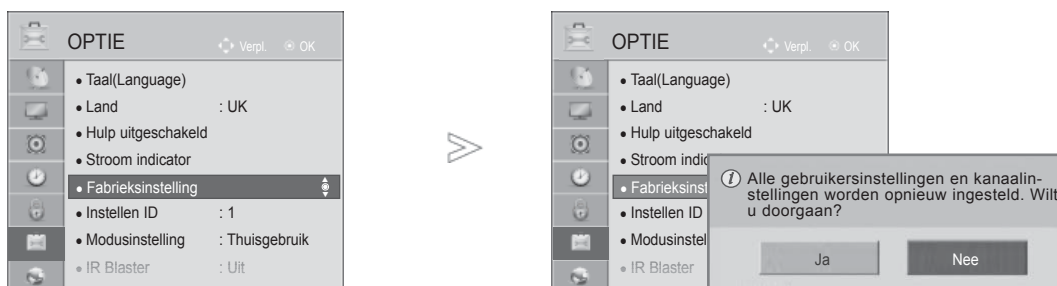 OPTIE
Verpl. OK
• Taal(Language)
• Land : UK
• Hulp uitgeschakeld
• Stroom indicator
• Fabrieksinstelling
• Instellen ID : 1
• Modusinstelling : Thuisgebruik
• IR Blaster : Uit
>
OPTIE
Verpl. OK
• Taal(Language)
• Land : UK
• Hulp uitgeschakeld
• Stroom indic
• Fabrieksinst
• Instellen ID
• Modusinstel
• IR Blaster
i Alle gebruikersinstellingen en kanaalin-
stellingen worden opnieuw ingesteld. Wilt
u doorgaan?
Ja
Nee